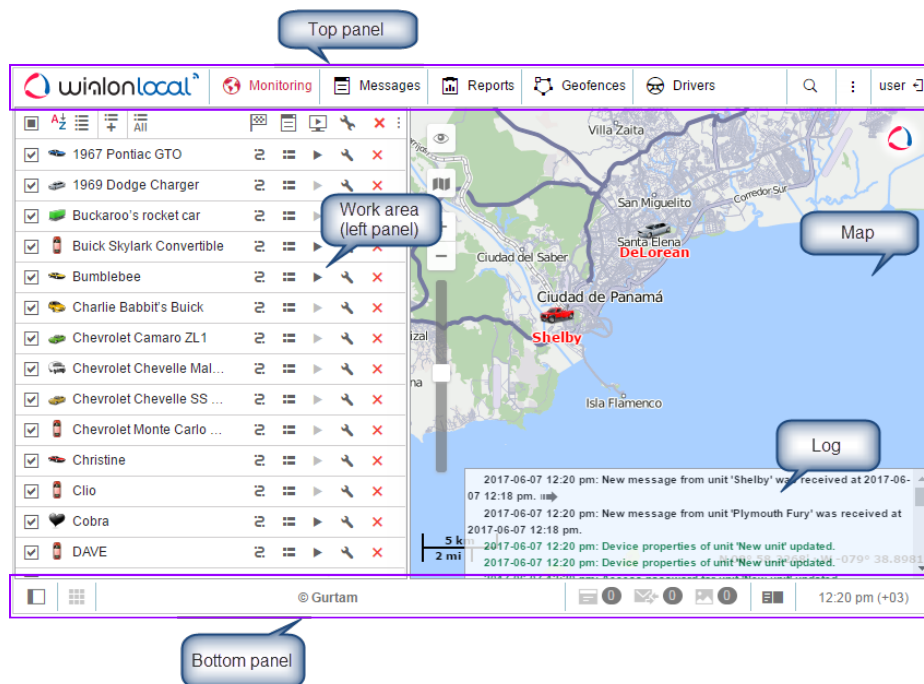 Top panel
wialonlocal
Monitoring
Messages
Reports
Geofences
Drivers
user
All
1967 Pontiac GTO
1969 Dodge Charger
Buckaroo's rocket car
Buick Skylark Convertible
Bumblebee
Charlie Babbit's Buick
Chevrolet Camaro ZL1
Chevrolet Chevelle Mal...
Chevrolet Chevelle SS ...
Chevrolet Monte Carlo ...
Christine
Clio
Cobra
DAVE
Work area
(left panel)
Villa Zaita
San Miguelito
Corredor Sur
Santa Elena
DeLorean
Ciudad del Saber
Ciudad de Panamá
Shelby
Isla Flamenco
Map
Log
2017-06-07 12:20 pm: New message from unit 'Shelby' was received at 2017-06-
07 12:18 pm.
2017-06-07 12:20 pm: New message from unit 'Plymouth Fury' was received at
2017-06-07 12:18 pm.
2017-06-07 12:20 pm: Device properties of unit 'New unit' updated.
2017-06-07 12:20 pm: Device properties of unit 'New unit' updated.
5 km
2 mi
-079° 38.8981
© Gurtam
0
0
0
12:20 pm (+03)
Bottom panel